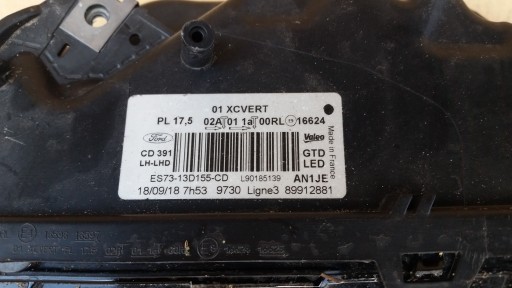 01 XCVERT
PL 17,5 02A 01 1a 00RL 16624
Ford
Valeo
CD 391
LH-LHD
GTD
LED
Made in France
ES73-13D155-CD L90185139 AN1JE
18/09/18 7h53 9730 Ligne3 89912881